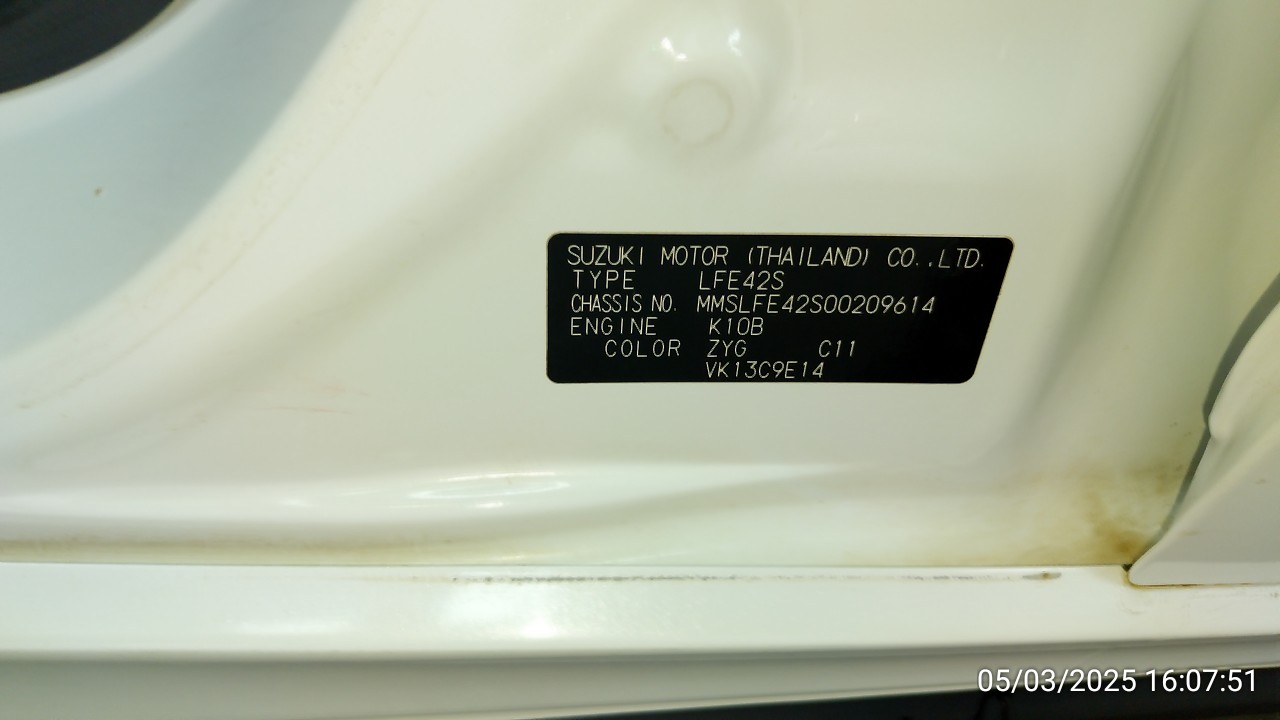 SUZUKI MOTOR (THAILAND) CO.,LTD.
TYPE LFE42S
CHASSIS NO. MMSLFE42S00209614
ENGINE K10B
COLOR ZYG C11
VK13C9E14
05/03/2025 16:07:51